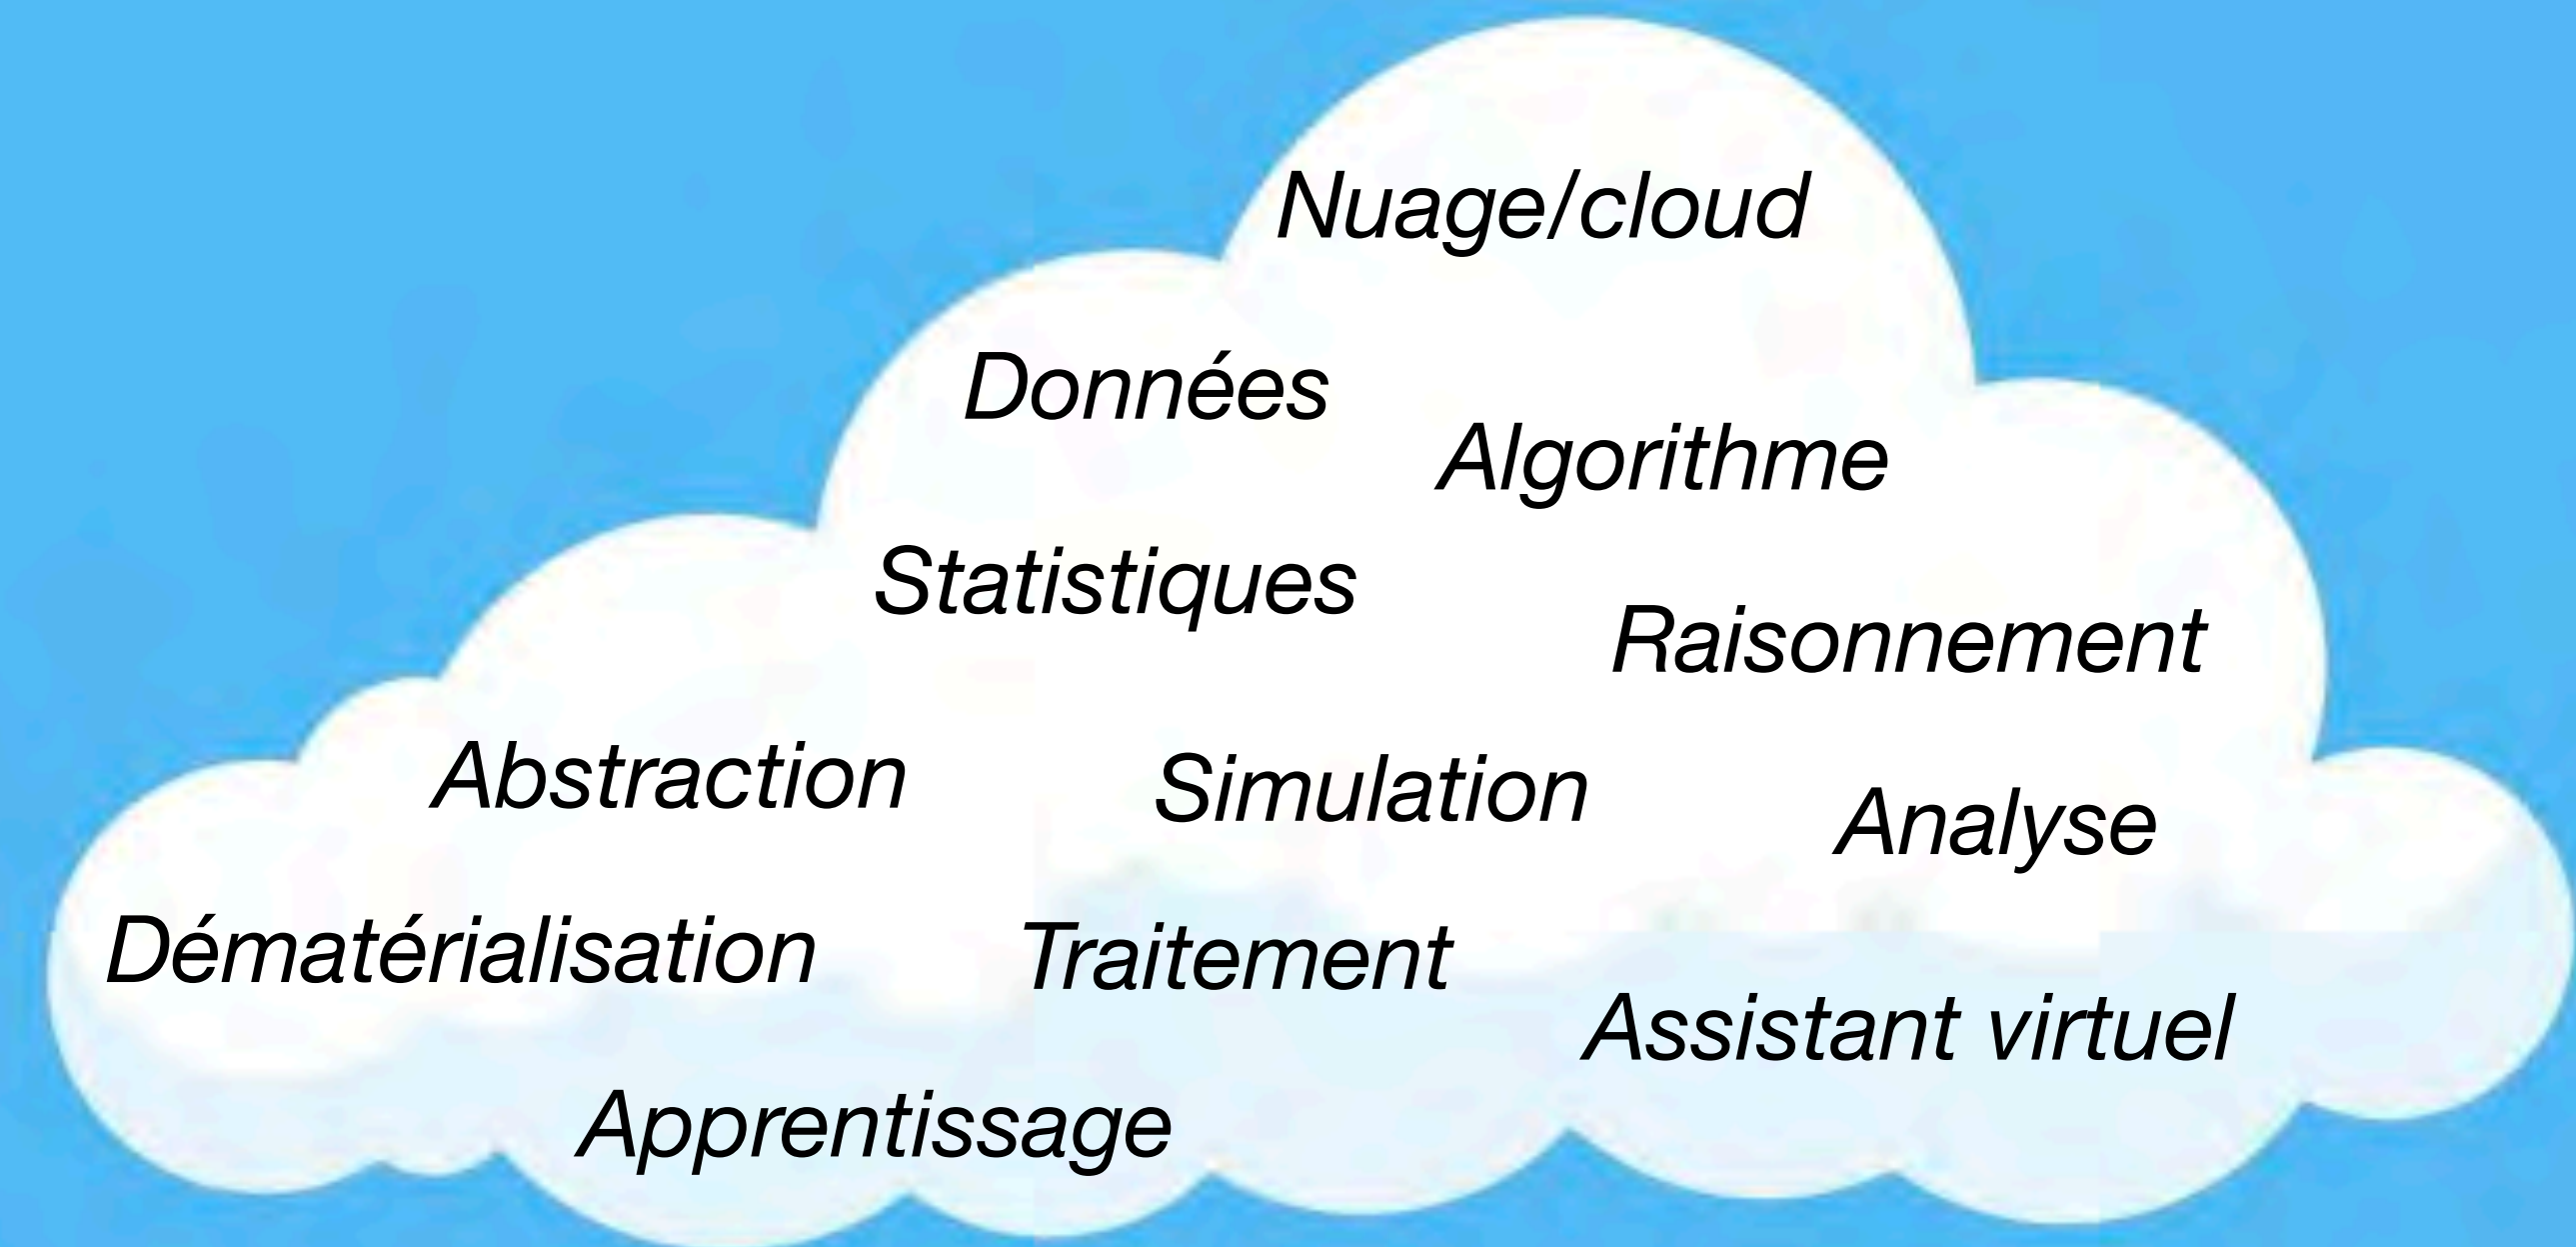 Nuage/cloud
Données
Algorithme
Statistiques
Raisonnement
Abstraction
Simulation
Analyse
Dématérialisation
Traitement
Assistant virtuel
Apprentissage